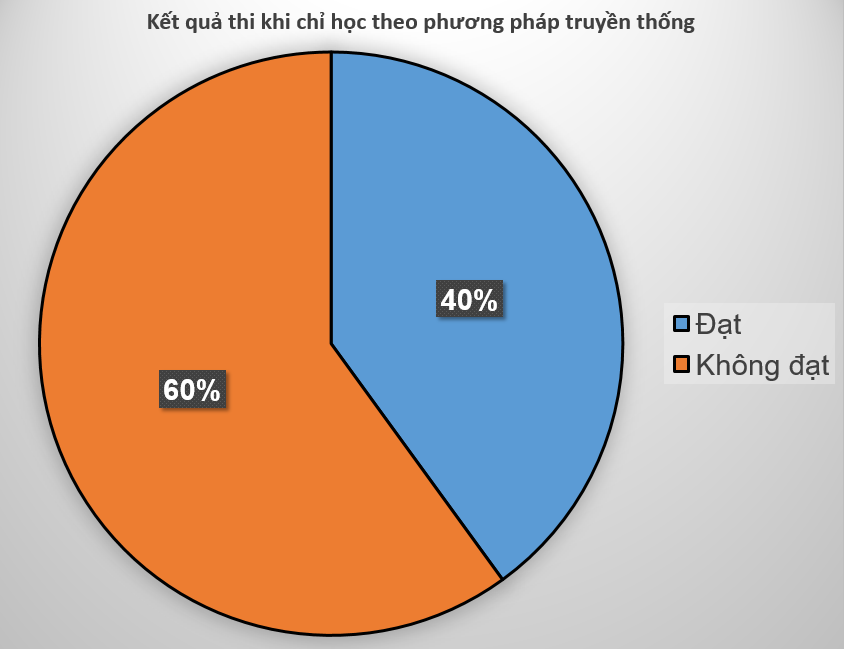 Kết quả thi khi chỉ học theo phương pháp truyền thống
40%
60%
Đạt
Không đạt